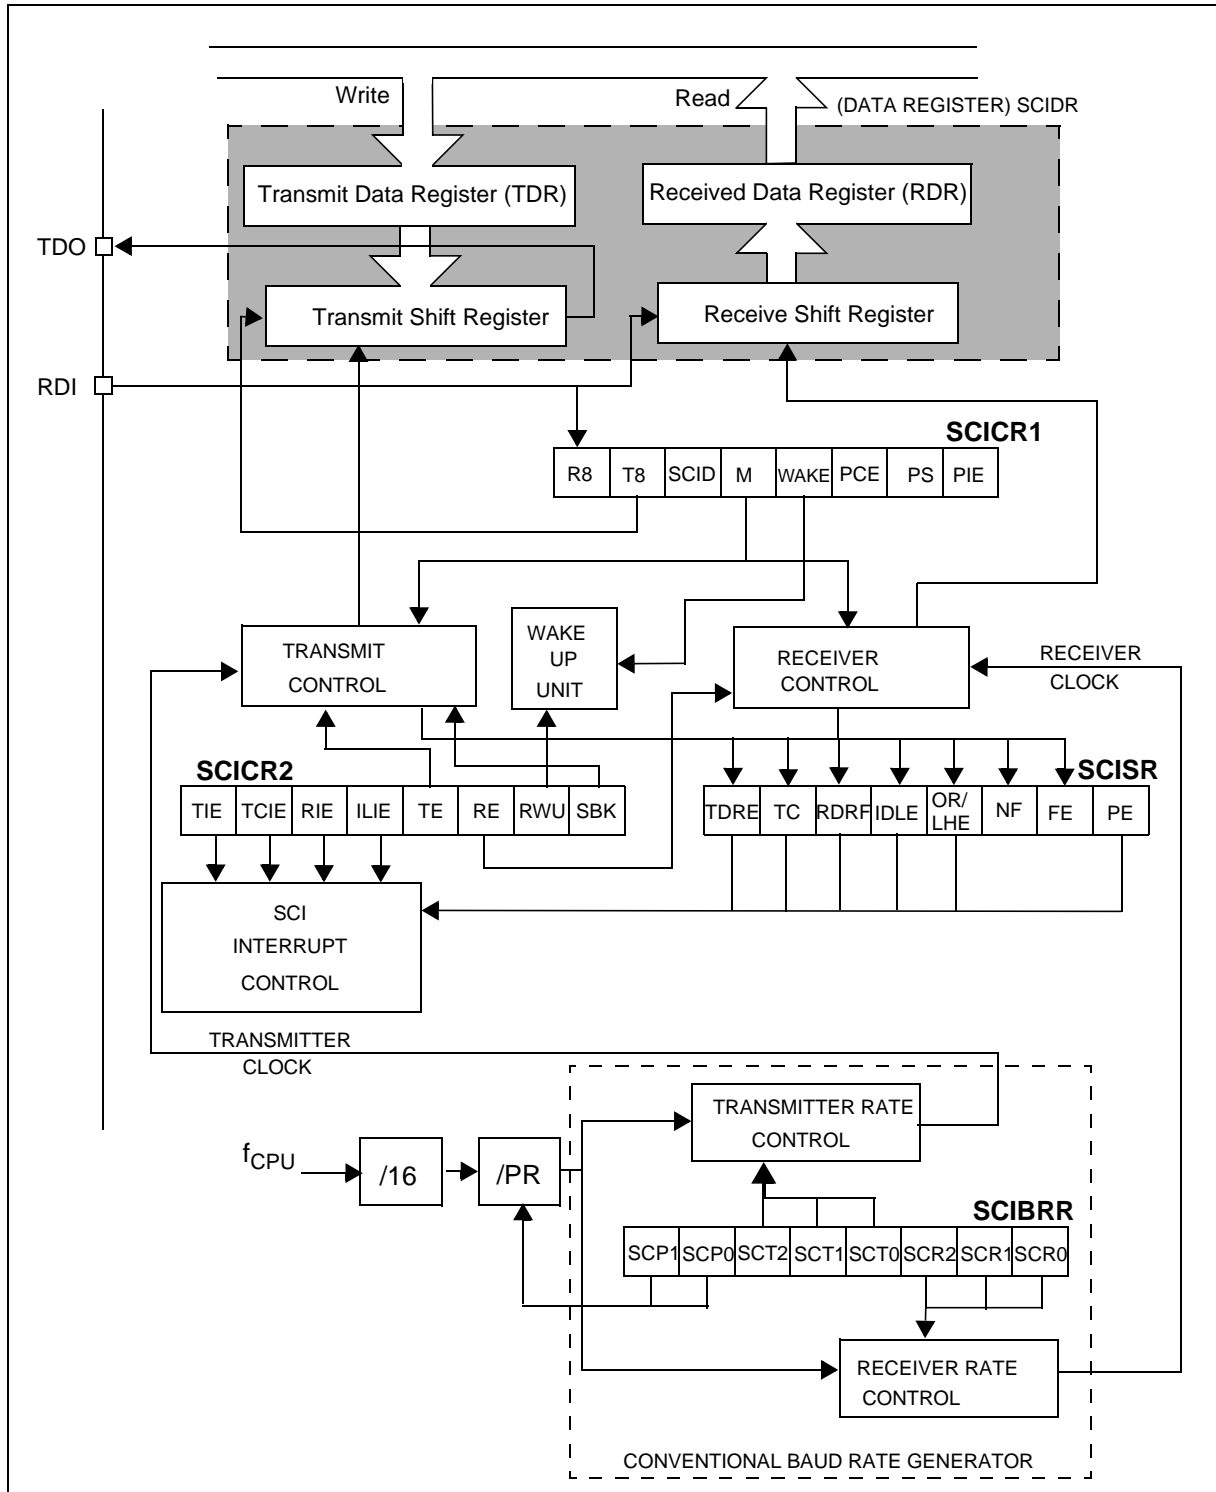 Write
Read
(DATA REGISTER) SCIDR
Transmit Data Register (TDR)
Received Data Register (RDR)
TDO
Transmit Shift Register
Receive Shift Register
RDI
SCICR1
R8 T8 SCID M WAKE PCE PS PIE
TRANSMIT
CONTROL
WAKE
UP
UNIT
RECEIVER
CONTROL
RECEIVER
CLOCK
SCICR2
TIE TCIE RIE ILIE TE RE RWU SBK
SCISR
TDRE TC RDRF IDLE OR/
LHE NF FE PE
SCI
INTERRUPT
CONTROL
TRANSMITTER
CLOCK
TRANSMITTER RATE
CONTROL
fCPU
/16
/PR
SCIBRR
SCP1 SCP0 SCT2 SCT1 SCT0 SCR2 SCR1 SCR0
RECEIVER RATE
CONTROL
CONVENTIONAL BAUD RATE GENERATOR